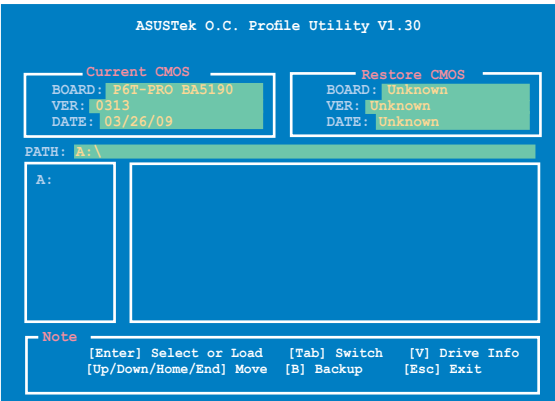 ASUSTek O.C. Profile Utility V1.30
Current CMOS
BOARD: P6T-PRO BA5190
VER: 0313
DATE: 03/26/09
Restore CMOS
BOARD: Unknown
VER: Unknown
DATE: Unknown
PATH: A:\
A:
Note
[Enter] Select or Load [Tab] Switch [V] Drive Info
[Up/Down/Home/End] Move [B] Backup [Esc] Exit